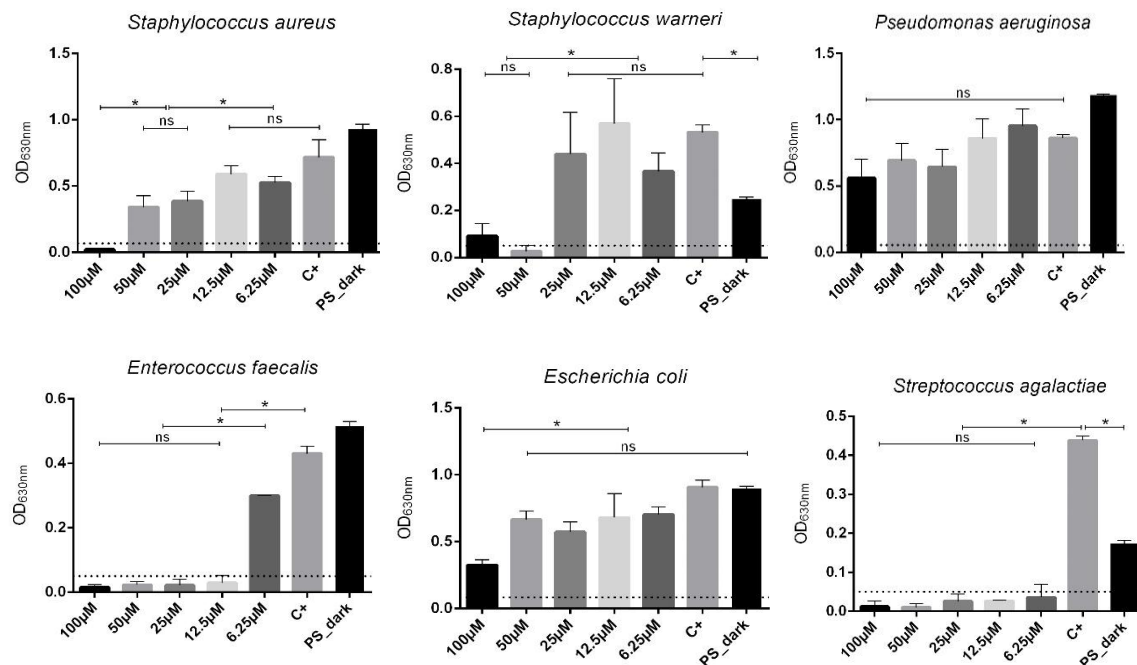 Staphylococcus aureus
* *
ns ns
1.0
0.5
0.0
OD630nm
100µM 50µM 25µM 12.5µM 6.25µM C+ PS_dark
Staphylococcus warneri
* *
ns ns
0.8
0.6
0.4
0.2
0.0
OD630nm
100µM 50µM 25µM 12.5µM 6.25µM C+ PS_dark
Pseudomonas aeruginosa
ns
1.5
1.0
0.5
0.0
OD630nm
100µM 50µM 25µM 12.5µM 6.25µM C+ PS_dark
Enterococcus faecalis
*
*
ns
0.6
0.4
0.2
0.0
OD630nm
100µM 50µM 25µM 12.5µM 6.25µM C+ PS_dark
Escherichia coli
*
ns
1.5
1.0
0.5
0.0
OD630nm
100µM 50µM 25µM 12.5µM 6.25µM C+ PS_dark
Streptococcus agalactiae
* *
ns
0.5
0.4
0.3
0.2
0.1
0.0
OD630nm
100µM 50µM 25µM 12.5µM 6.25µM C+ PS_dark